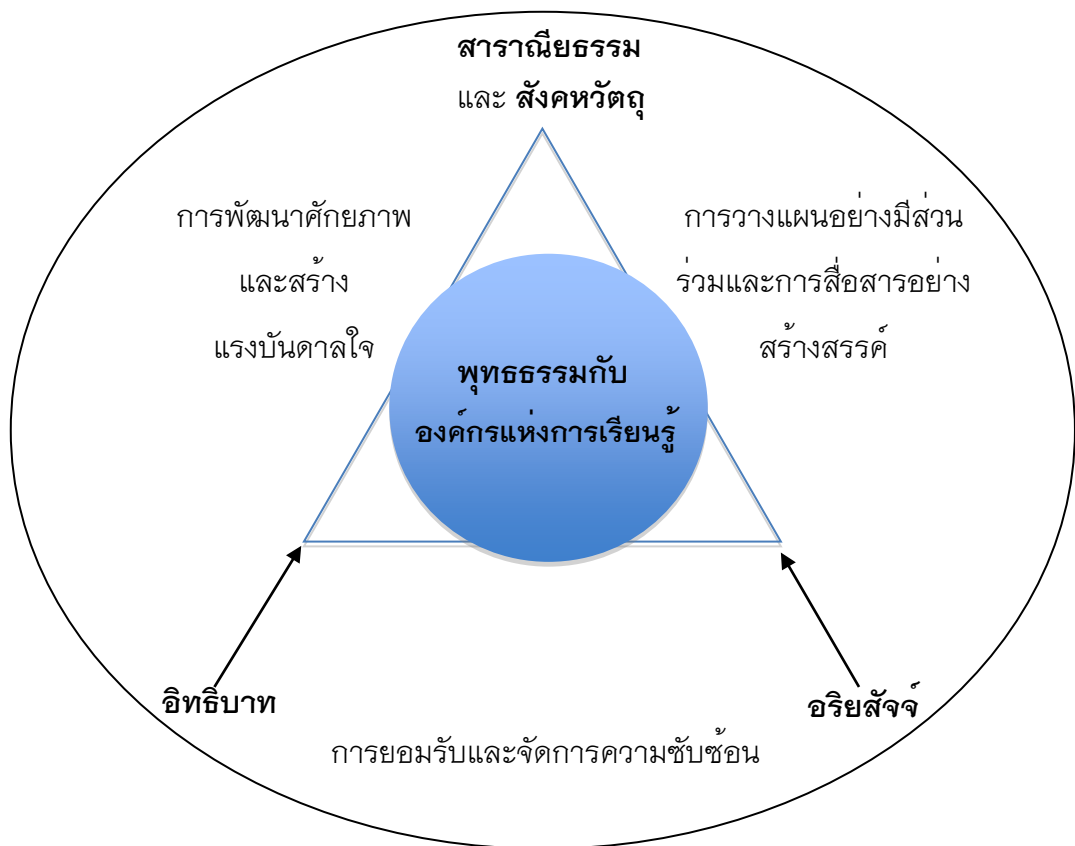 สาราณียธรรม
และ สังคหวัตถุ
การพัฒนาศักยภาพ
และสร้าง
แรงบันดาลใจ
การวางแผนอย่างมีส่วน
ร่วมและการสื่อสารอย่าง
สร้างสรรค์
พุทธธรรมกับ
องค์กรแห่งการเรียนรู้
อิทธิบาท
อริยสัจจ์
การยอมรับและจัดการความซับซ้อน